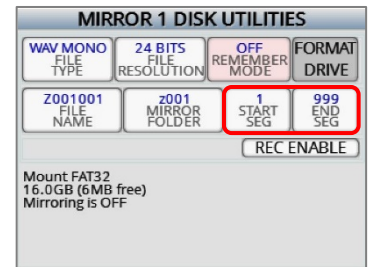 MIRROR 1 DISK UTILITIES
WAV MONO
FILE
TYPE
24 BITS
FILE
RESOLUTION
OFF
REMEMBER
MODE
FORMAT
DRIVE
Z001001
FILE
NAME
z001
MIRROR
FOLDER
1
START
SEG
999
END
SEG
REC ENABLE
Mount FAT32
16.0GB (6MB free)
Mirroring is OFF